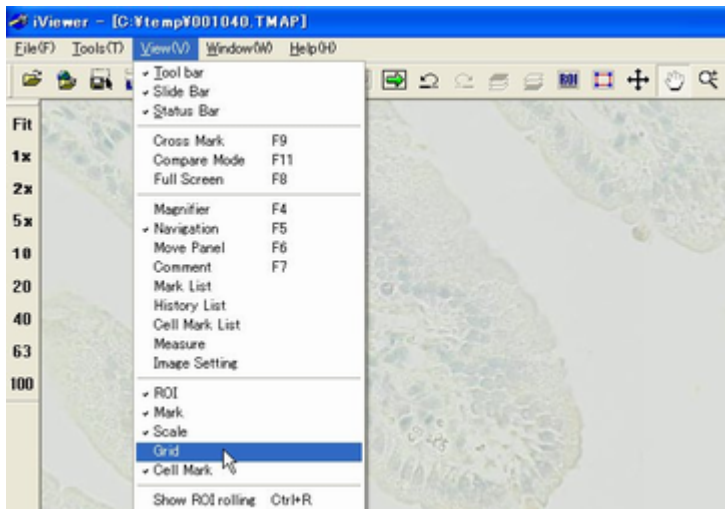 iViewer - [C:¥temp¥001040.TMAP]
File(F) Tools(T) View(V) Window(W) Help(H)
Tool bar
Slide Bar
Status Bar
Cross Mark F9
Compare Mode F11
Full Screen F8
Magnifier F4
Navigation F5
Move Panel F6
Comment F7
Mark List
History List
Cell Mark List
Measure
Image Setting
ROI
Mark
Scale
Grid
Cell Mark
Show ROI rolling Ctrl+R
ROI
Fit
1x
2x
5x
10
20
40
63
100